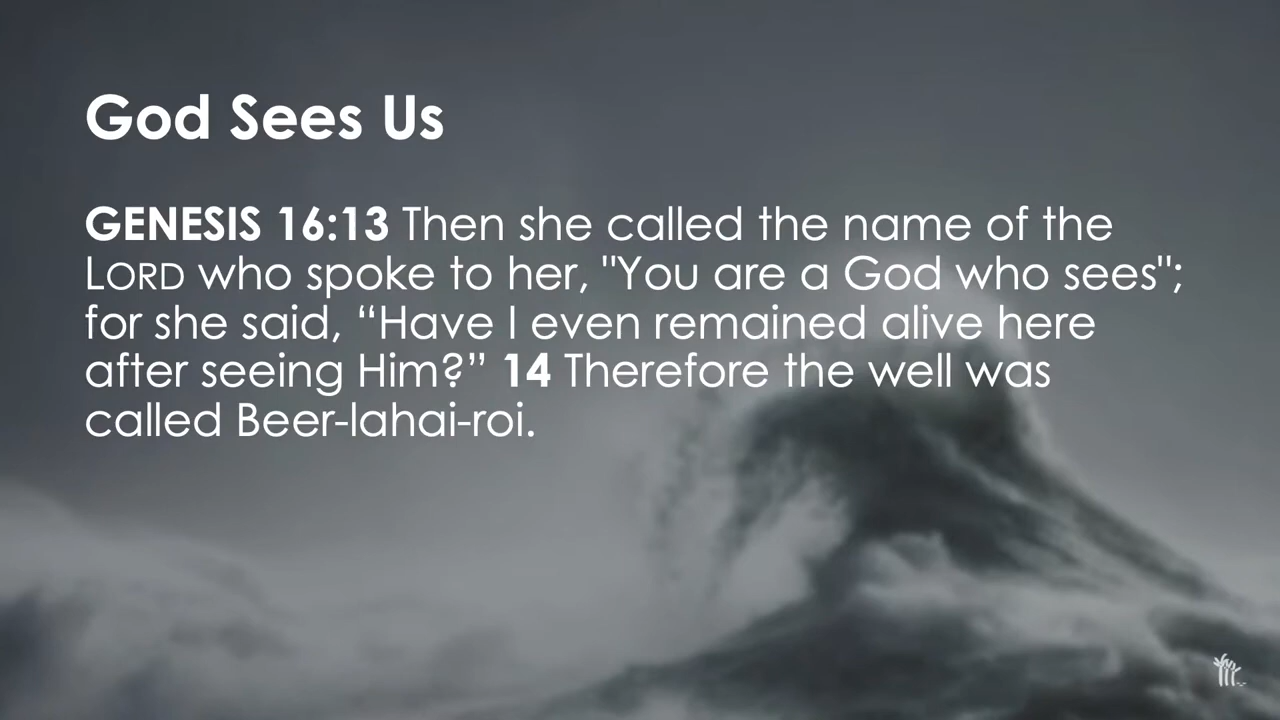 God Sees Us
GENESIS 16:13 Then she called the name of the
LORD who spoke to her, "You are a God who sees";
for she said, “Have I even remained alive here
after seeing Him?” 14 Therefore the well was
called Beer-lahai-roi.